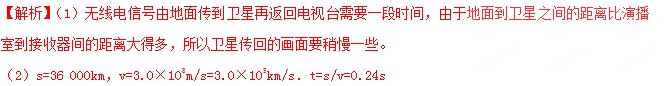 【解析】（1）无线电信号由地面传到卫星再返回电视台需要一段时间，由于地面到卫星之间的距离比演播
室到接收器间的距离大得多，所以卫星传回的画面要稍慢一些。
（2）s=36 000km，v=3.0×10⁸m/s=3.0×10⁵km/s．t=s/v=0.24s